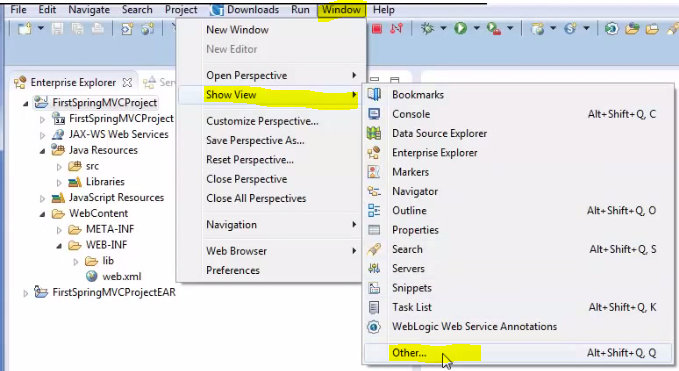 File Edit Navigate Search Project Downloads Run Window Help
New Window
New Editor
Open Perspective
Show View
Customize Perspective...
Save Perspective As...
Reset Perspective...
Close Perspective
Close All Perspectives
Navigation
Web Browser
Preferences
Enterprise Explorer Ser
FirstSpringMVCProject
FirstSpringMVCProject
JAX-WS Web Services
Java Resources
src
Libraries
JavaScript Resources
WebContent
META-INF
WEB-INF
lib
web.xml
FirstSpringMVCProjectEAR
Bookmarks
Console Alt+Shift+Q, C
Data Source Explorer
Enterprise Explorer
Markers
Navigator
Outline Alt+Shift+Q, O
Properties
Search Alt+Shift+Q, S
Servers
Snippets
Task List Alt+Shift+Q, K
WebLogic Web Service Annotations
Other... Alt+Shift+Q, Q